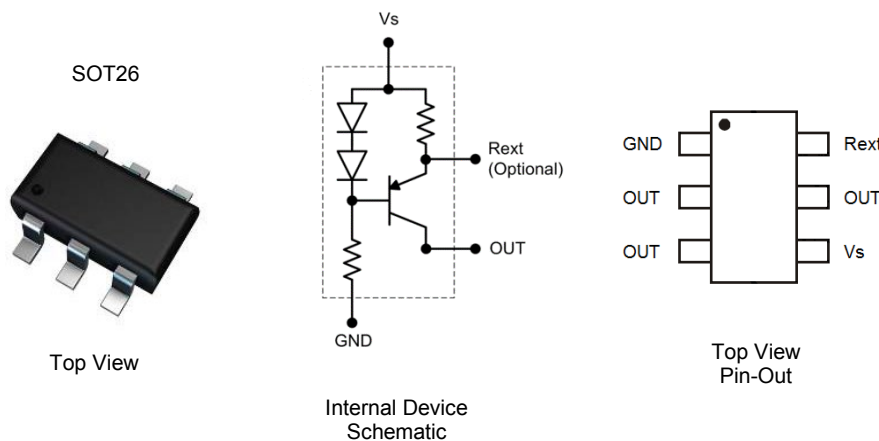 SOT26
Top View
Vs
Rext
(Optional)
OUT
GND
Internal Device
Schematic
GND
OUT
OUT
Rext
OUT
Vs
Top View
Pin-Out